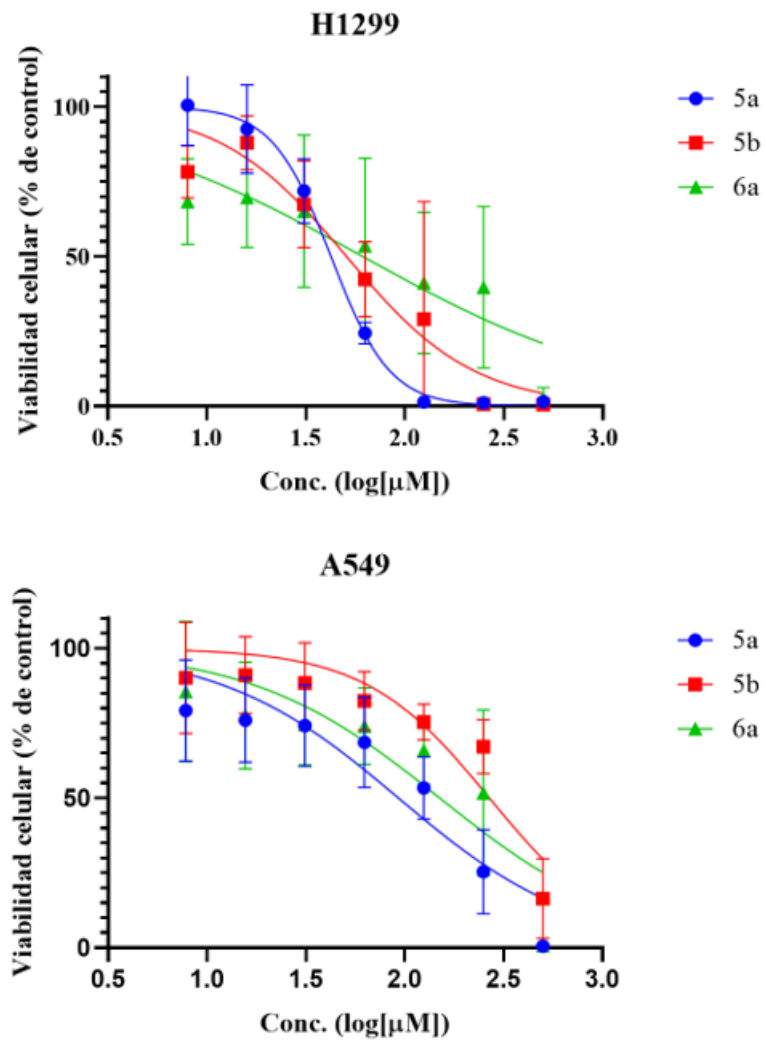 H1299
Viabilidad celular (% de control)
100
50
0
0.5 1.0 1.5 2.0 2.5 3.0
Conc. (log[μM])
5a
5b
6a
A549
Viabilidad celular (% de control)
100
50
0
0.5 1.0 1.5 2.0 2.5 3.0
Conc. (log[μM])
5a
5b
6a